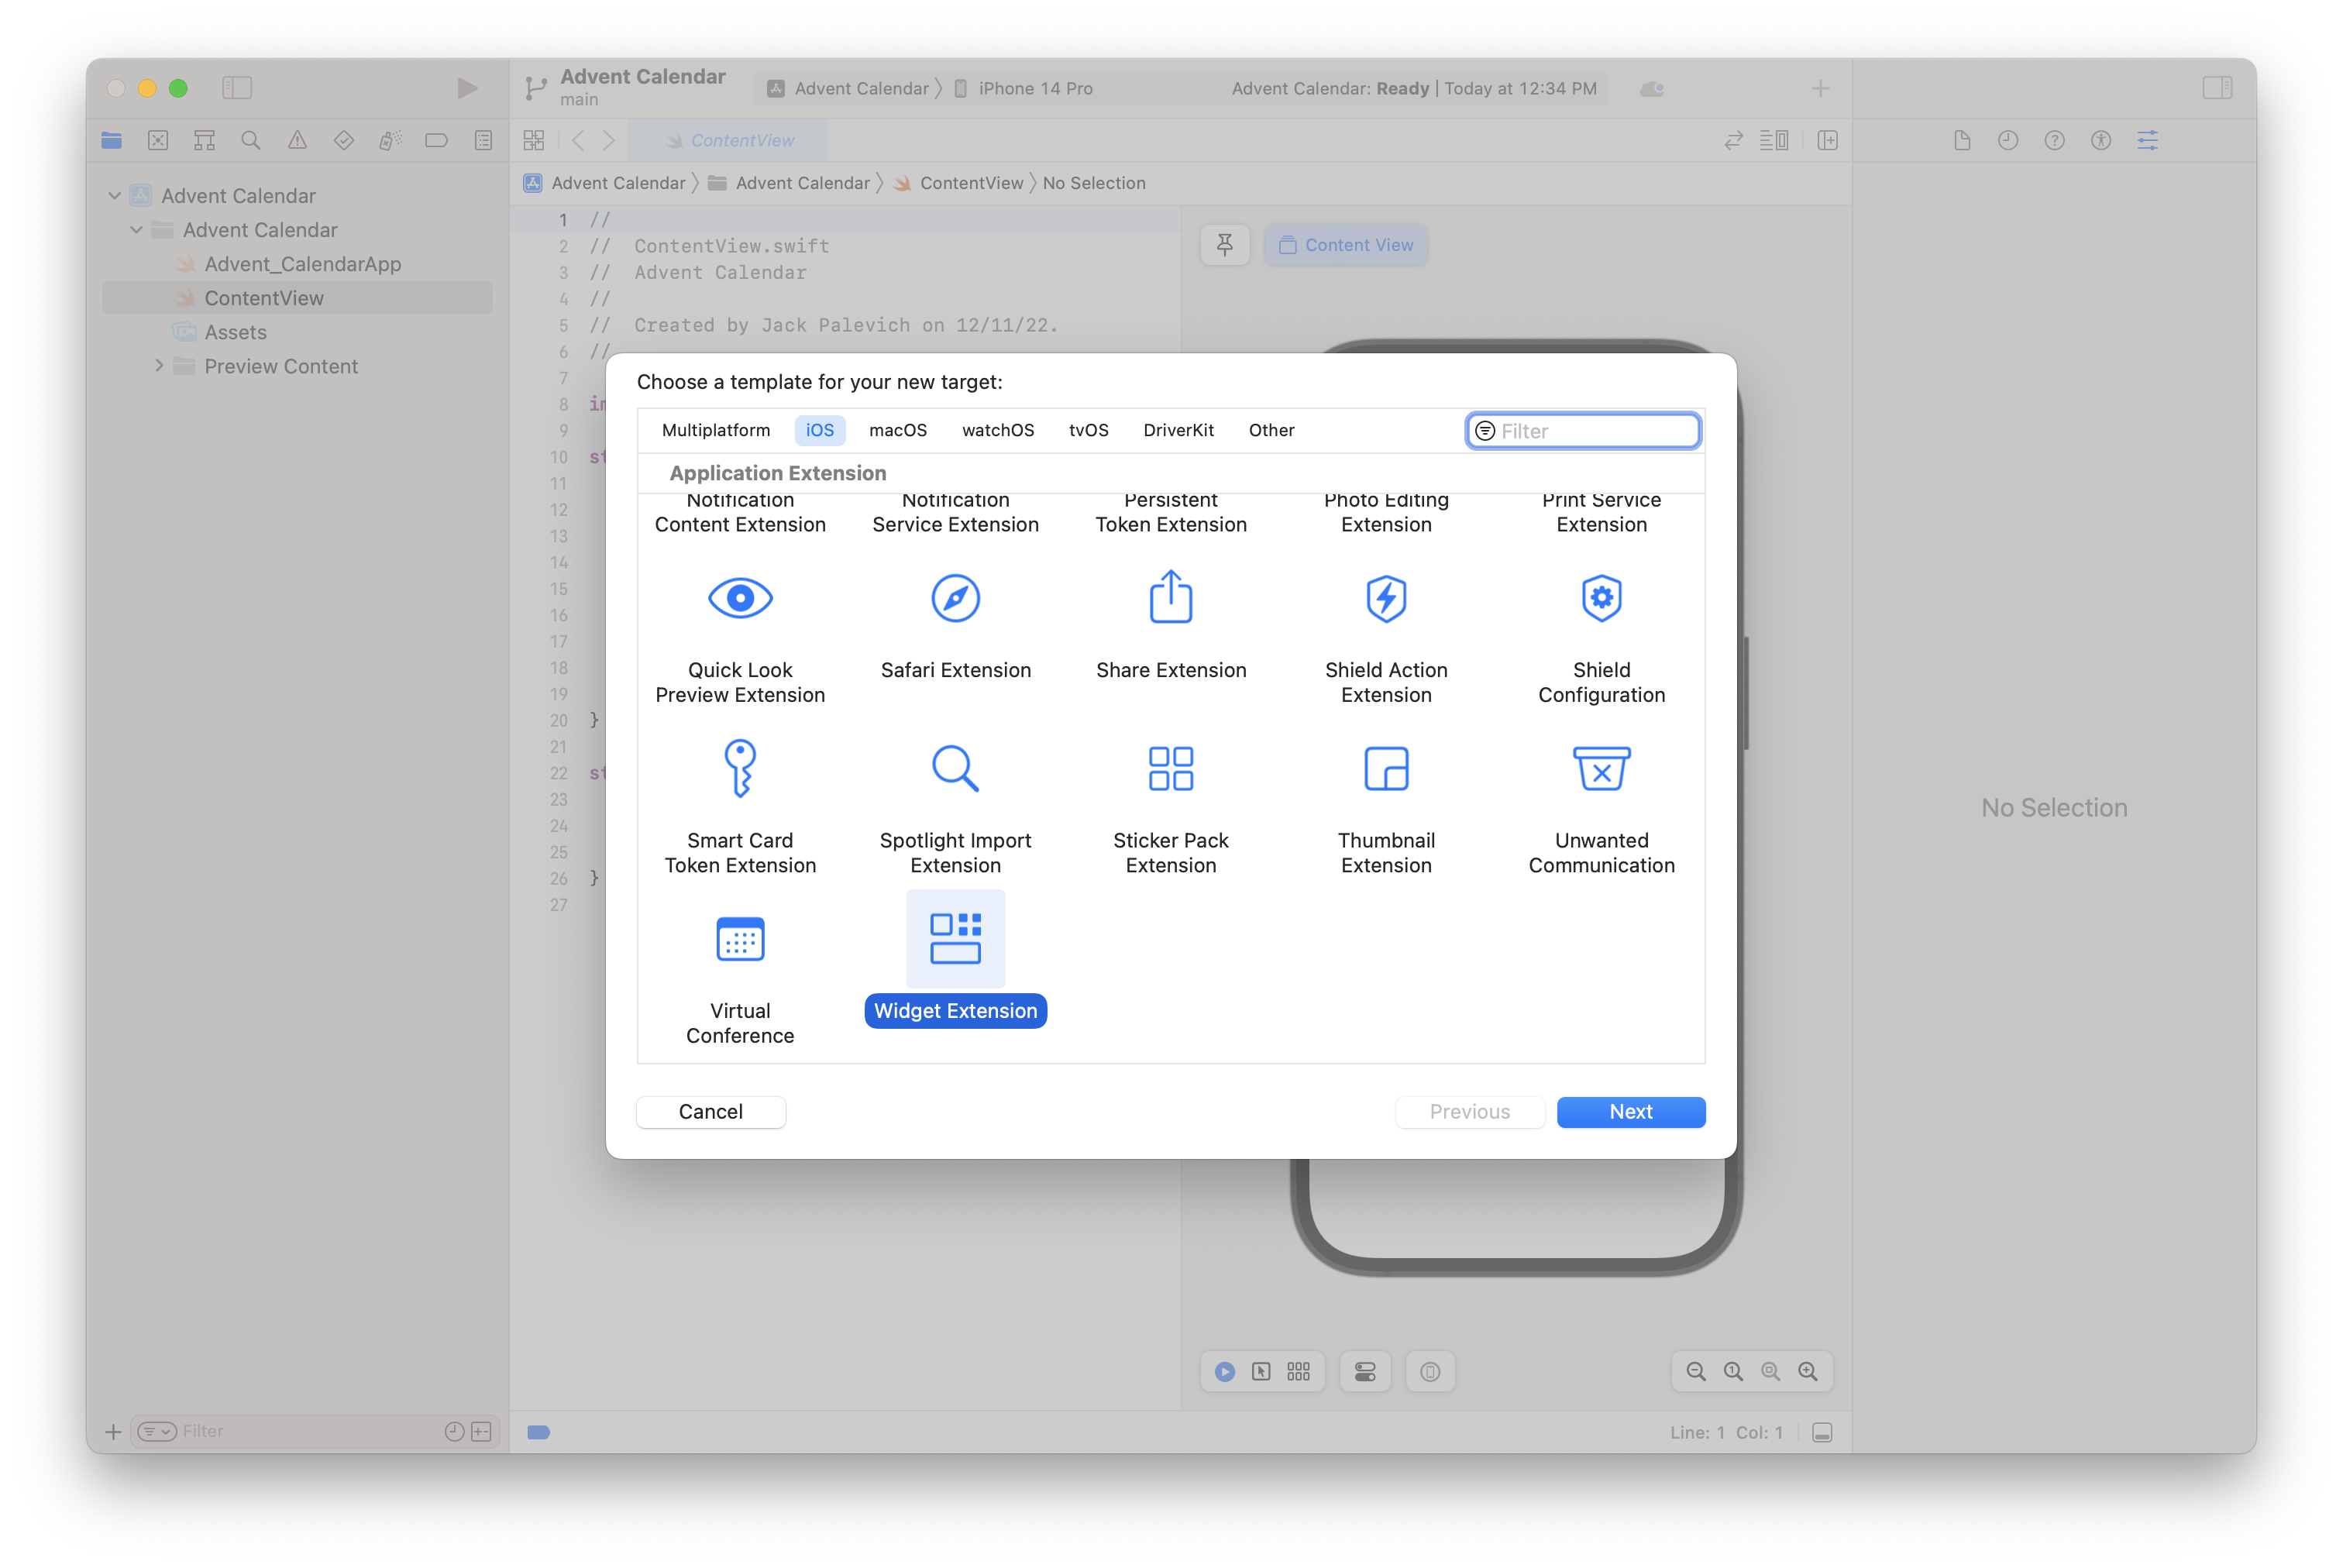 Advent Calendar
main
Advent Calendar
iPhone 14 Pro
Advent Calendar: Ready | Today at 12:34 PM
ContentView
Advent Calendar
Advent Calendar
ContentView
No Selection
Advent Calendar
Advent Calendar
Advent_CalendarApp
ContentView
Assets
Preview Content
1 //
2 // ContentView.swift
3 // Advent Calendar
4 //
5 // Created by Jack Palevich on 12/11/22.
6 //
7
8
9
10
11
12
13
14
15
16
17
18
19
20 }
21
22
23
24
25
26 }
27
Content View
Choose a template for your new target:
Multiplatform iOS macOS watchOS tvOS DriverKit Other
Filter
Application Extension
Notification
Content Extension
Notification
Service Extension
Persistent
Token Extension
Photo Editing
Extension
Print Service
Extension
Quick Look
Preview Extension
Safari Extension
Share Extension
Shield Action
Extension
Shield
Configuration
Smart Card
Token Extension
Spotlight Import
Extension
Sticker Pack
Extension
Thumbnail
Extension
Unwanted
Communication
Virtual
Conference
Widget Extension
Cancel
Previous
Next
No Selection
Filter
Line: 1 Col: 1